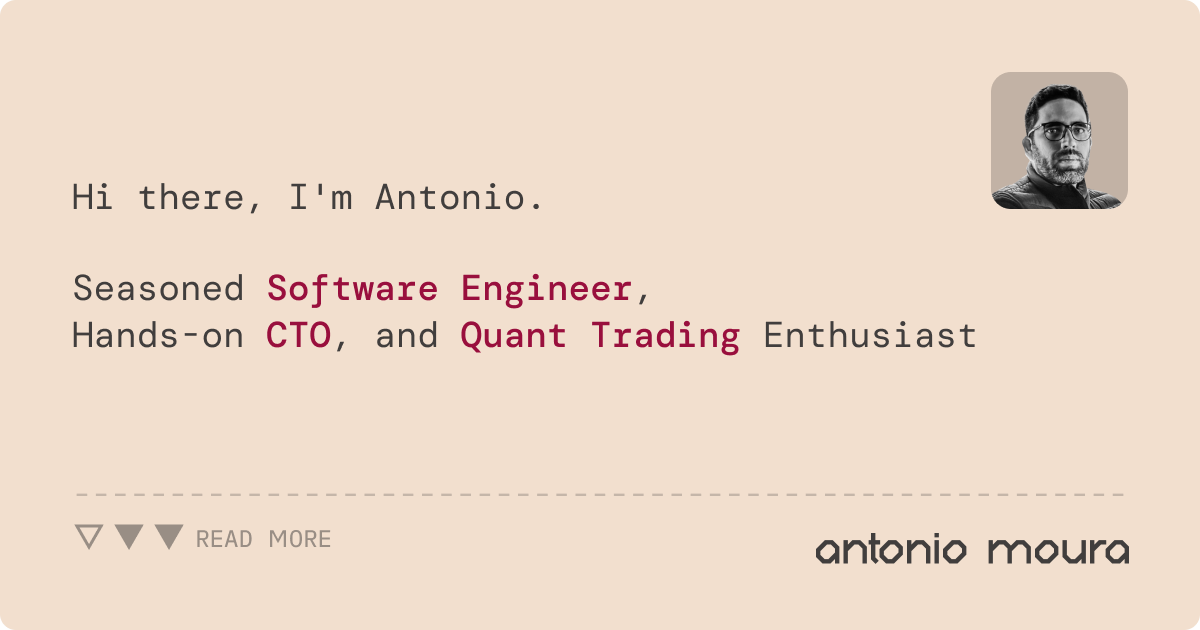 Hi there, I'm Antonio.
Seasoned Software Engineer,
Hands-on CTO, and Quant Trading Enthusiast
READ MORE
antonio moura